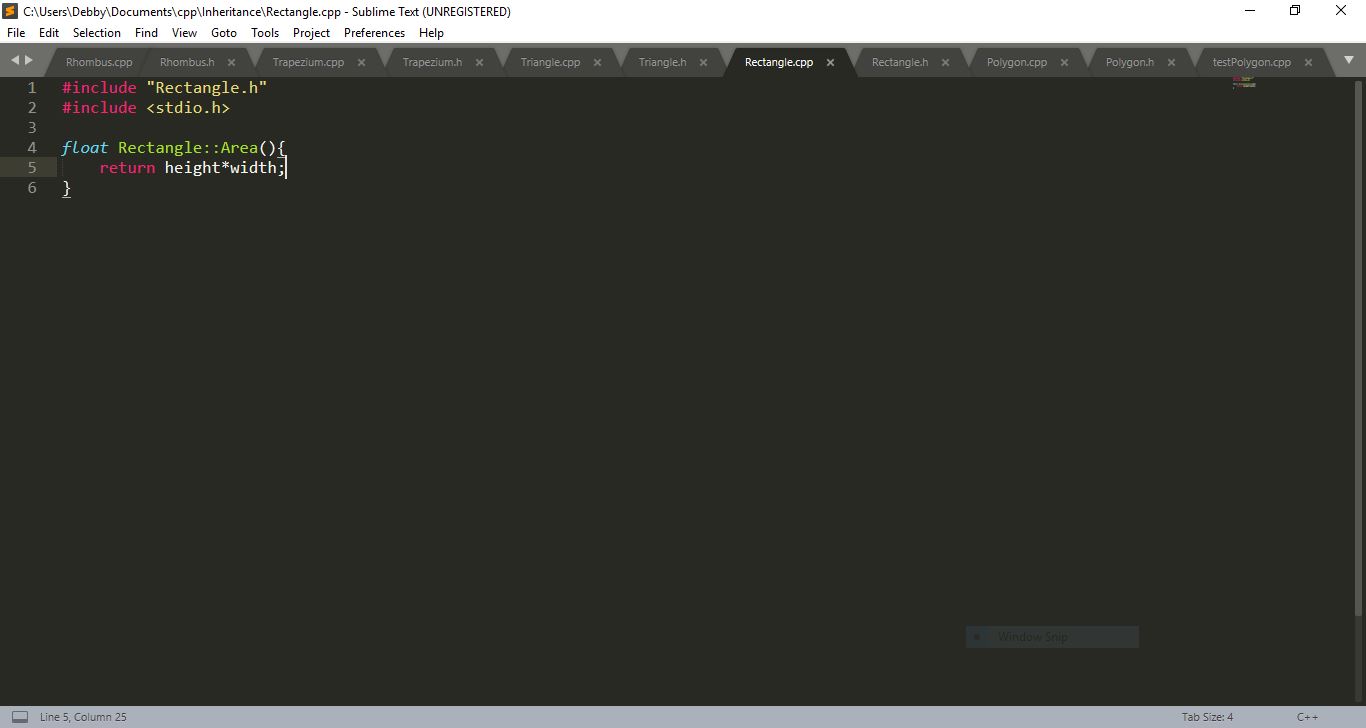 C:\Users\Debby\Documents\cpp\Inheritance\Rectangle.cpp - Sublime Text (UNREGISTERED)
File Edit Selection Find View Goto Tools Project Preferences Help
Rhombus.cpp Rhombus.h Trapezium.cpp Trapezium.h Triangle.cpp Triangle.h Rectangle.cpp Rectangle.h Polygon.cpp Polygon.h testPolygon.cpp
1 #include "Rectangle.h"
2 #include <stdio.h>
3
4 float Rectangle::Area(){
5     return height*width;
6 }
Window Snip
Line 5, Column 25 Tab Size: 4 C++